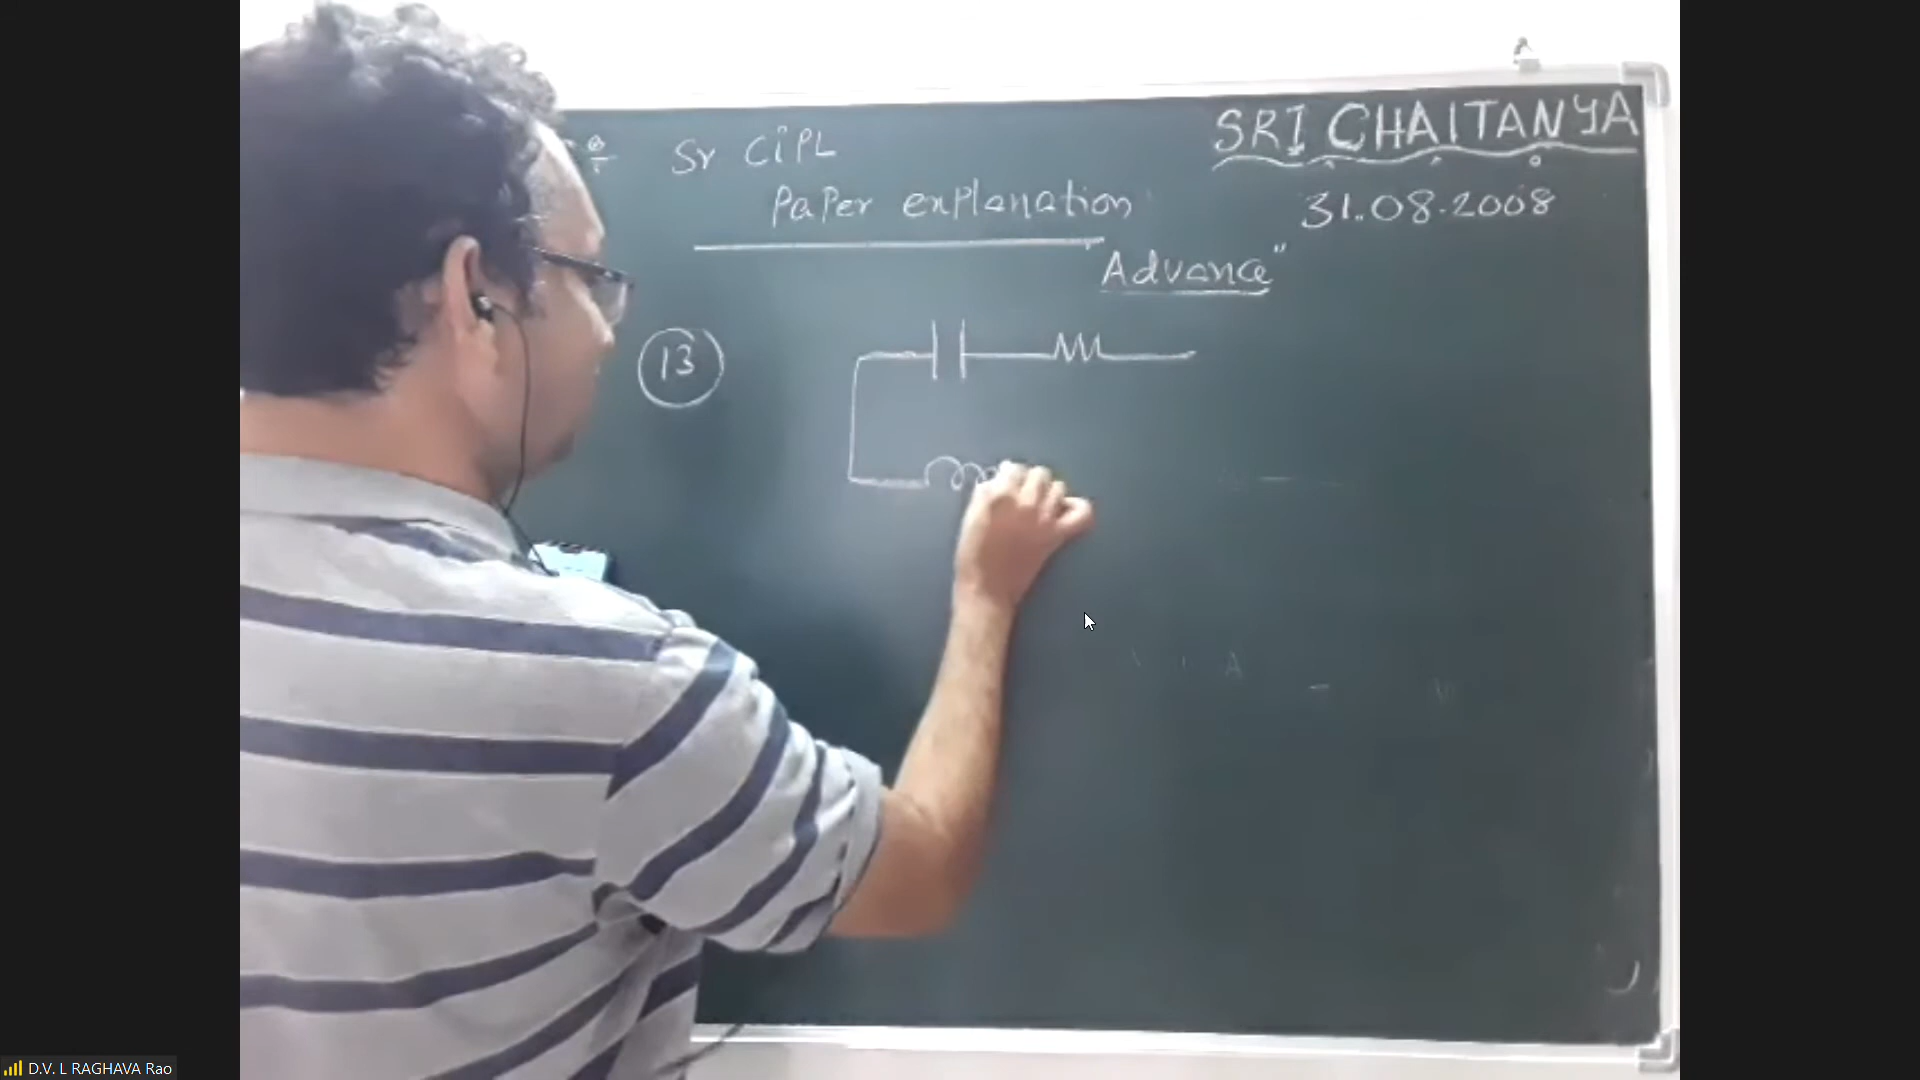 SRI CHAITANYA
Sr CiPL
Paper explanation
31.08.2008
"Advance"
13
D.V. L RAGHAVA Rao